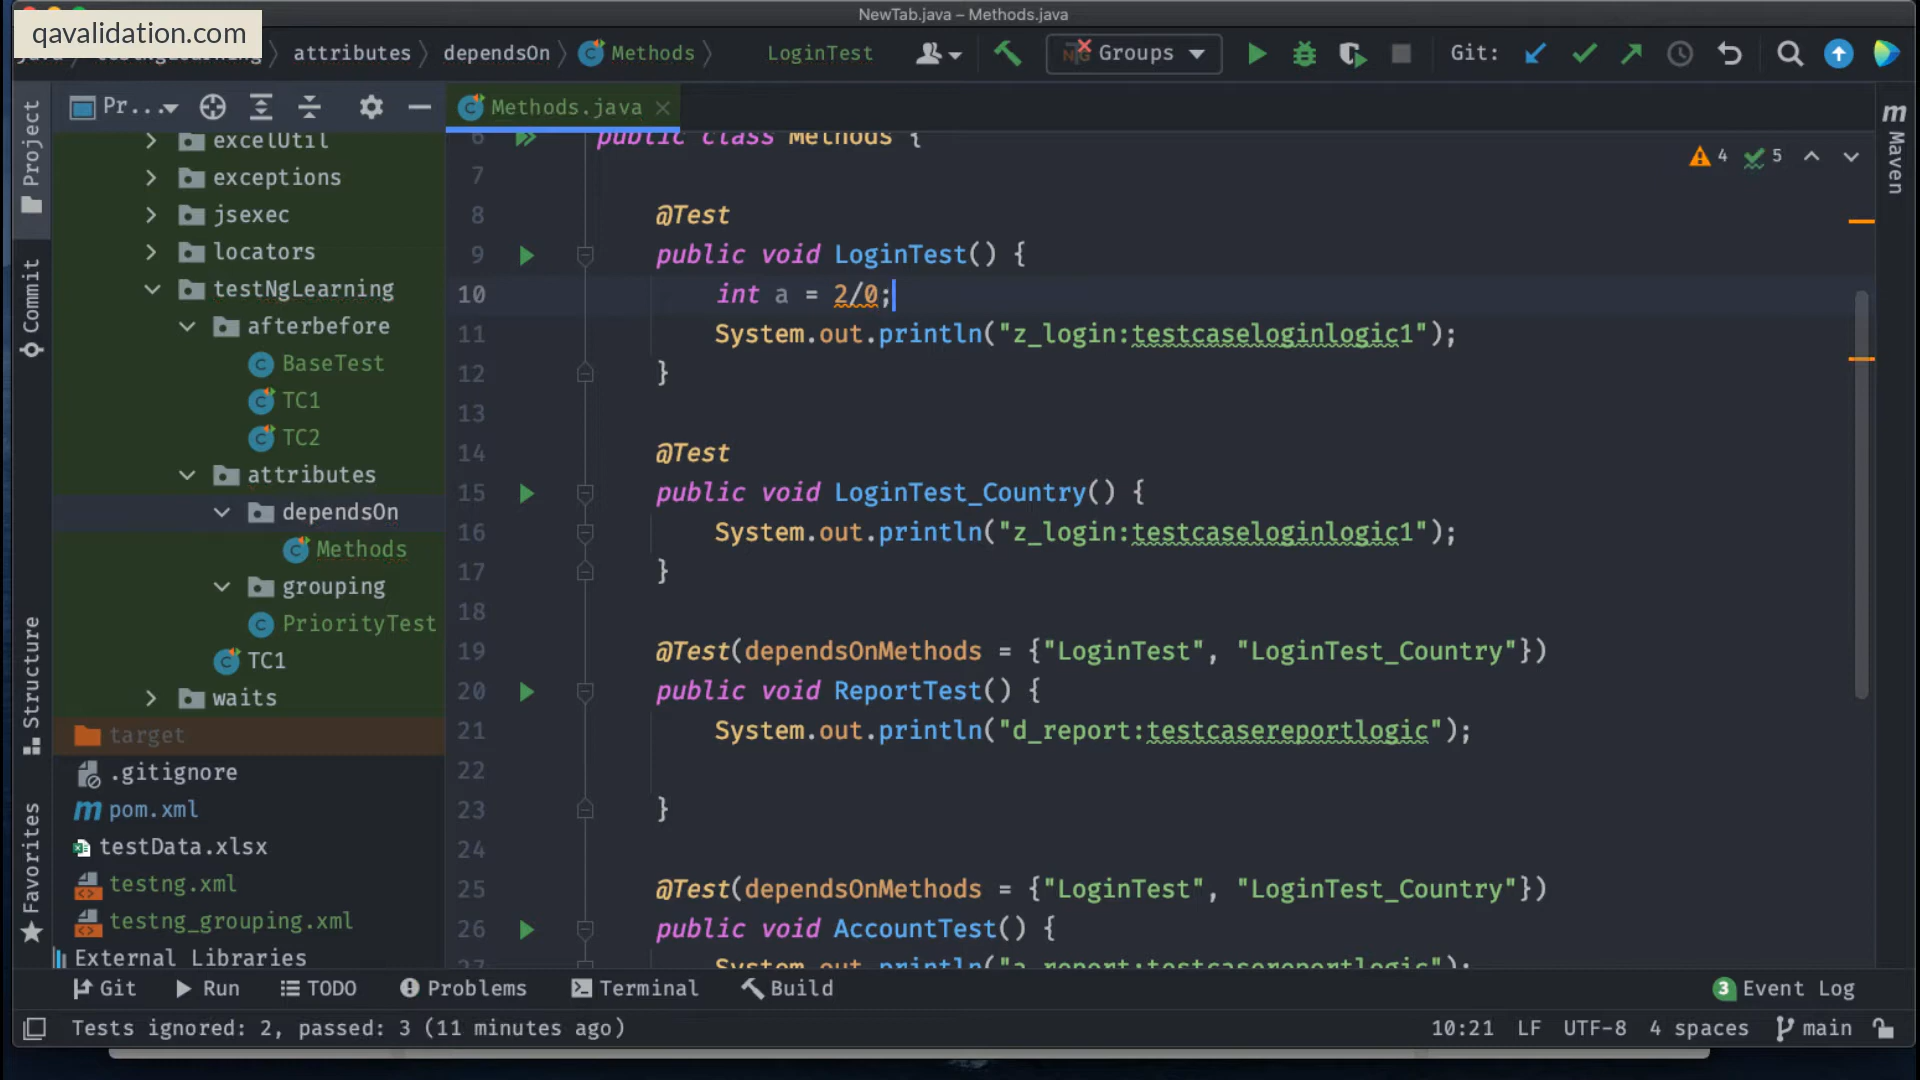 NewTab.java – Methods.java
qavalidation.com
attributes
dependsOn
Methods
LoginTest
Groups
Git:
Pr...
Methods.java
Project
Commit
Structure
Favorites
Maven
excelUtil
exceptions
jsexec
locators
testNgLearning
afterbefore
BaseTest
TC1
TC2
attributes
dependsOn
Methods
grouping
PriorityTest
TC1
waits
target
.gitignore
pom.xml
testData.xlsx
testng.xml
testng_grouping.xml
External Libraries
4 5
6 public class Methods {
7
8 @Test
9 public void LoginTest() {
10 int a = 2/0;
11 System.out.println("z_login:testcaseloginlogic1");
12 }
13
14 @Test
15 public void LoginTest_Country() {
16 System.out.println("z_login:testcaseloginlogic1");
17 }
18
19 @Test(dependsOnMethods = {"LoginTest", "LoginTest_Country"})
20 public void ReportTest() {
21 System.out.println("d_report:testcasereportlogic");
22
23 }
24
25 @Test(dependsOnMethods = {"LoginTest", "LoginTest_Country"})
26 public void AccountTest() {
27 System.out.println("a_report:testcasereportlogic");
Git
Run
TODO
Problems
Terminal
Build
3 Event Log
Tests ignored: 2, passed: 3 (11 minutes ago)
10:21 LF UTF-8 4 spaces main